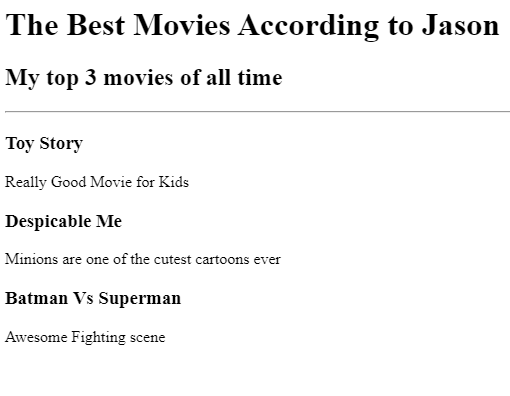 The Best Movies According to Jason
My top 3 movies of all time
Toy Story
Really Good Movie for Kids
Despicable Me
Minions are one of the cutest cartoons ever
Batman Vs Superman
Awesome Fighting scene